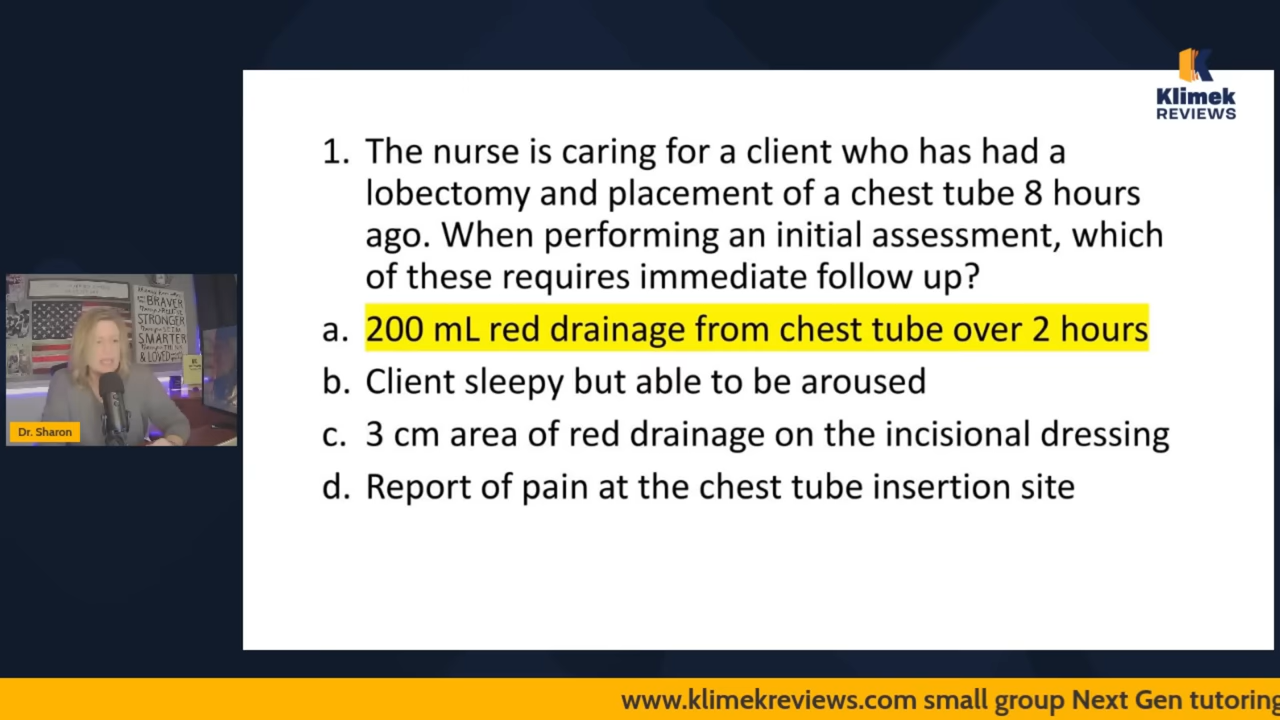 Klimek
REVIEWS
1. The nurse is caring for a client who has had a
lobectomy and placement of a chest tube 8 hours
ago. When performing an initial assessment, which
of these requires immediate follow up?
a. 200 mL red drainage from chest tube over 2 hours
b. Client sleepy but able to be aroused
c. 3 cm area of red drainage on the incisional dressing
d. Report of pain at the chest tube insertion site
BRAVER
STRONGER
SMARTER
& LOVED
Dr. Sharon
www.klimekreviews.com small group Next Gen tutoring